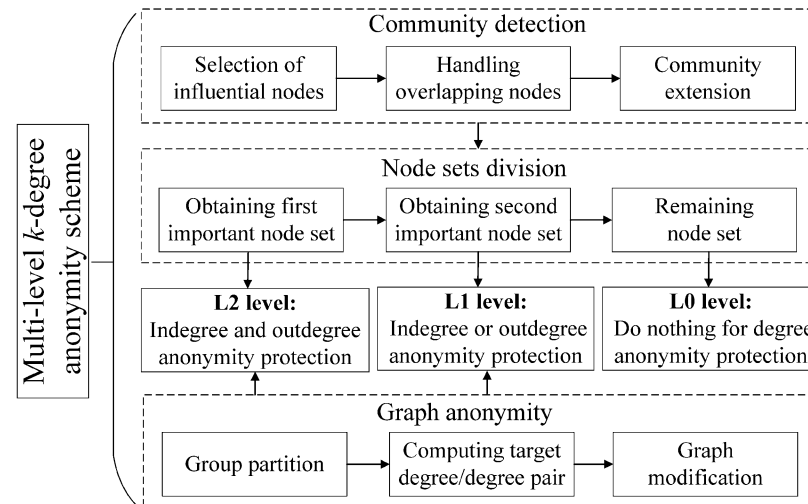 Multi-level k-degree
anonymity scheme
Community detection
Selection of
influential nodes
Handling
overlapping nodes
Community
extension
Node sets division
Obtaining first
important node set
Obtaining second
important node set
Remaining
node set
L2 level:
Indegree and outdegree
anonymity protection
L1 level:
Indegree or outdegree
anonymity protection
L0 level:
Do nothing for degree
anonymity protection
Graph anonymity
Group partition
Computing target
degree/degree pair
Graph
modification